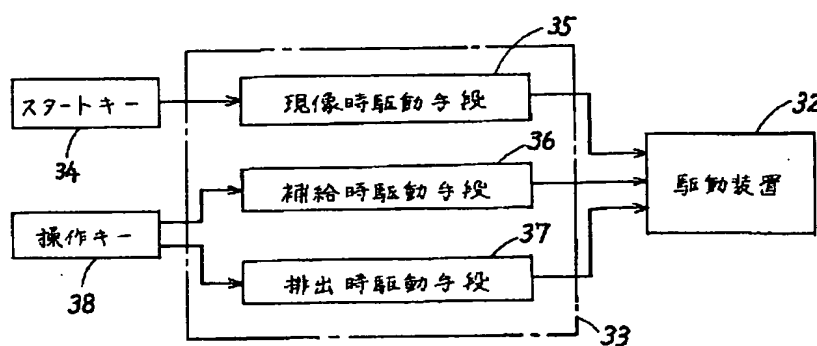 35
スタートキー
現像時駆動手段
34
32
36
補給時駆動手段
駆動装置
操作キー
37
38
排出時駆動手段
33